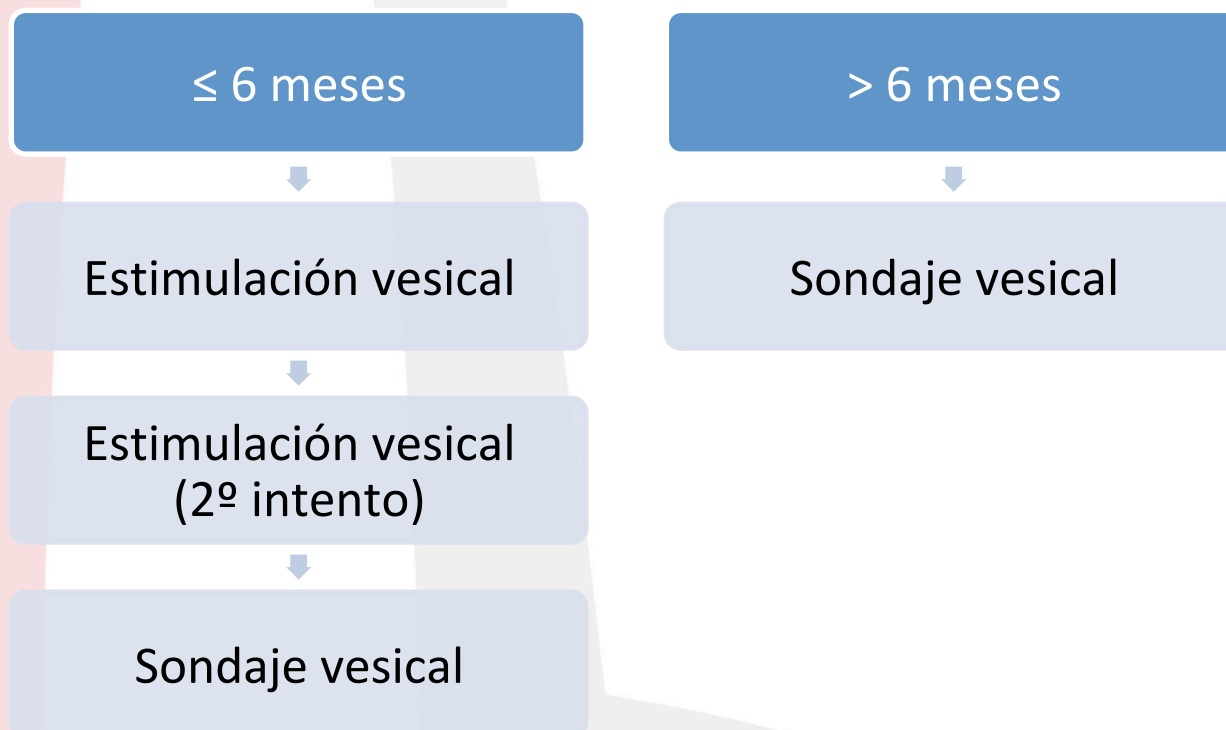 ≤ 6 meses
Estimulación vesical
Estimulación vesical
(2º intento)
Sondaje vesical
> 6 meses
Sondaje vesical